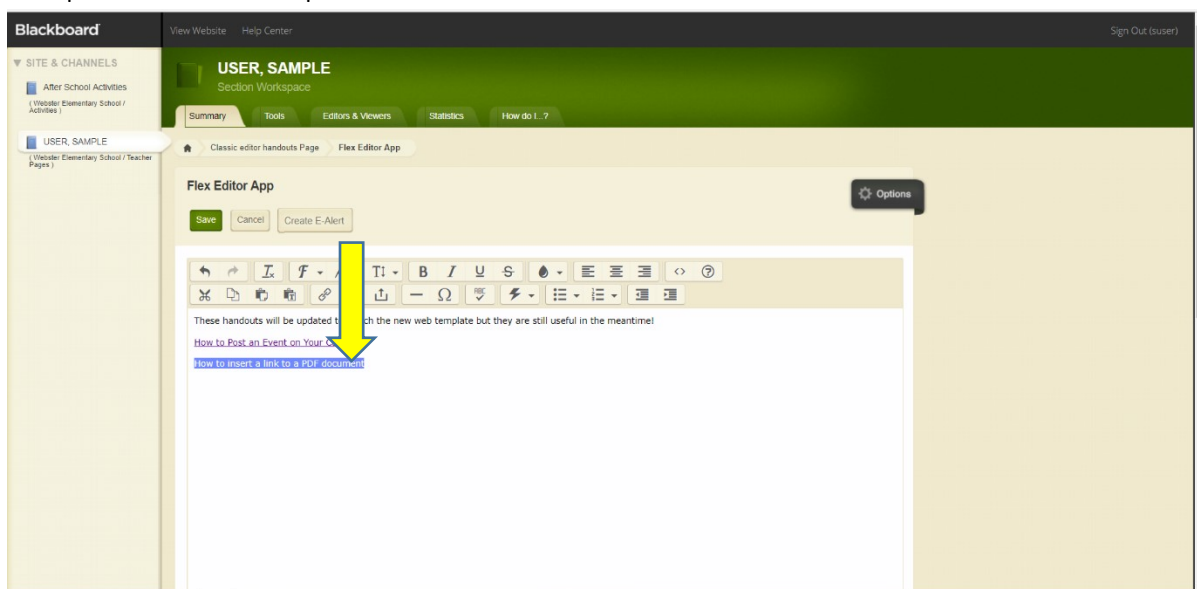 Blackboard
View Website Help Center Sign Out (suser)
SITE & CHANNELS
After School Activities
( Webster Elementary School /
Activities )
USER, SAMPLE
( Webster Elementary School / Teacher
Pages )
USER, SAMPLE
Section Workspace
Summary Tools Editors & Viewers Statistics How do I...?
Classic editor handouts Page Flex Editor App
Flex Editor App
Options
Save Cancel Create E-Alert
These handouts will be updated ch the new web template but they are still useful in the meantime!
How to Post an Event on Your
How to insert a link to a PDF document